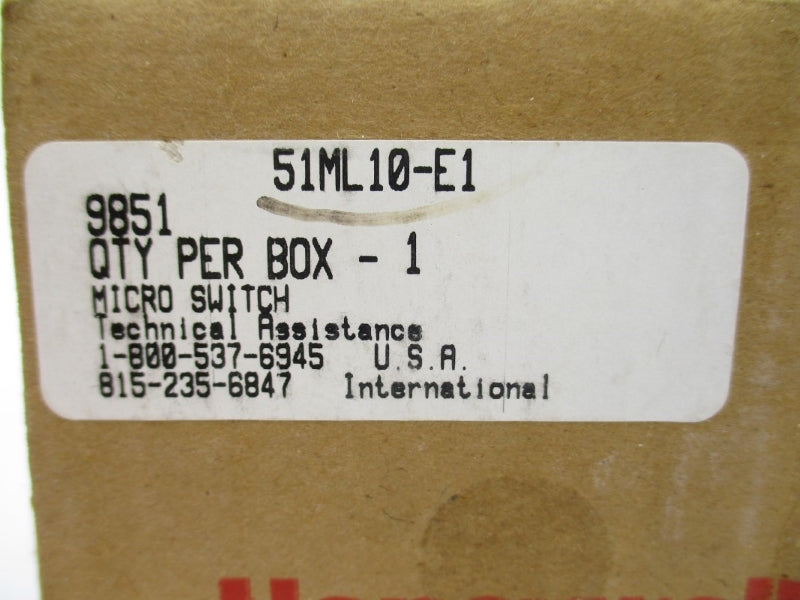 51ML10-E1
9851
QTY PER BOX - 1
MICRO SWITCH
Technical Assistance
1-800-537-6945 U.S.A.
815-235-6847 International
Honeywell